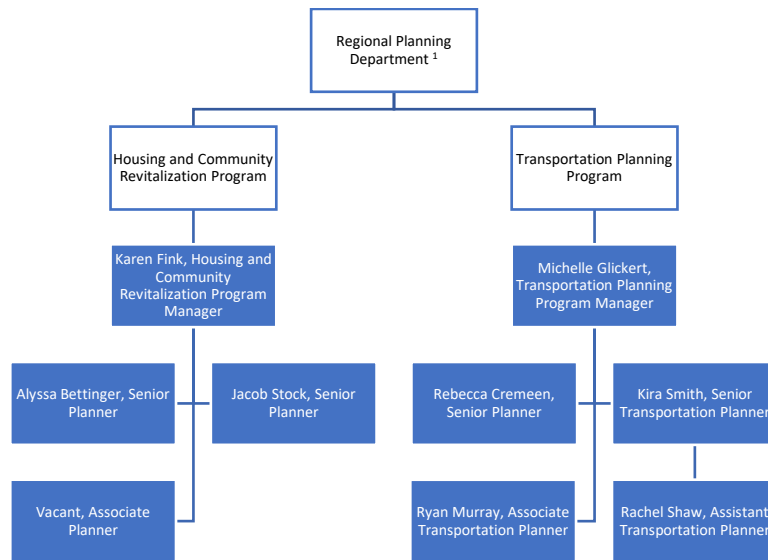 Regional Planning
Department ¹
Housing and Community
Revitalization Program
Transportation Planning
Program
Karen Fink, Housing and
Community
Revitalization Program
Manager
Michelle Glickert,
Transportation Planning
Program Manager
Alyssa Bettinger, Senior
Planner
Jacob Stock, Senior
Planner
Rebecca Cremeen,
Senior Planner
Kira Smith, Senior
Transportation Planner
Vacant, Associate
Planner
Ryan Murray, Associate
Transportation Planner
Rachel Shaw, Assistant
Transportation Planner